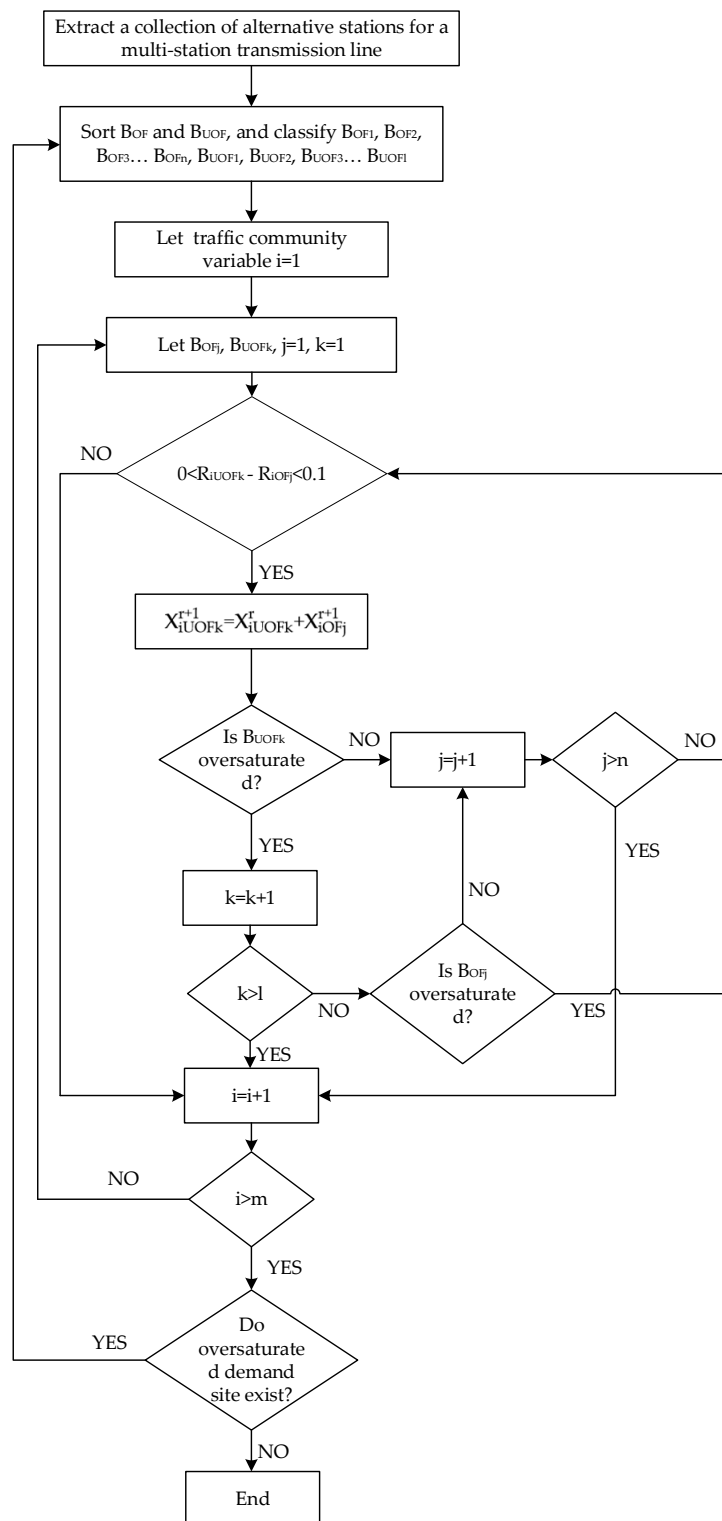 Extract a collection of alternative stations for a
multi-station transmission line
Sort BOF and BUOF, and classify BOF1, BOF2,
BOF3… BOFn, BUOF1, BUOF2, BUOF3… BUOFl
Let traffic community
variable i=1
Let BOFj, BUOFk, j=1, k=1
NO
0<RiUOFk - RiOFj<0.1
YES
X^{r+1}_{iUOFk}=X^{r}_{iUOFk}+X^{r+1}_{iOFj}
Is BUOFk
oversaturate
d?
NO
j=j+1
j>n
NO
YES
YES
k=k+1
NO
k>l
NO
Is BOFj
oversaturate
d?
YES
YES
i=i+1
NO
i>m
YES
Do
oversaturate
d demand
site exist?
YES
NO
End